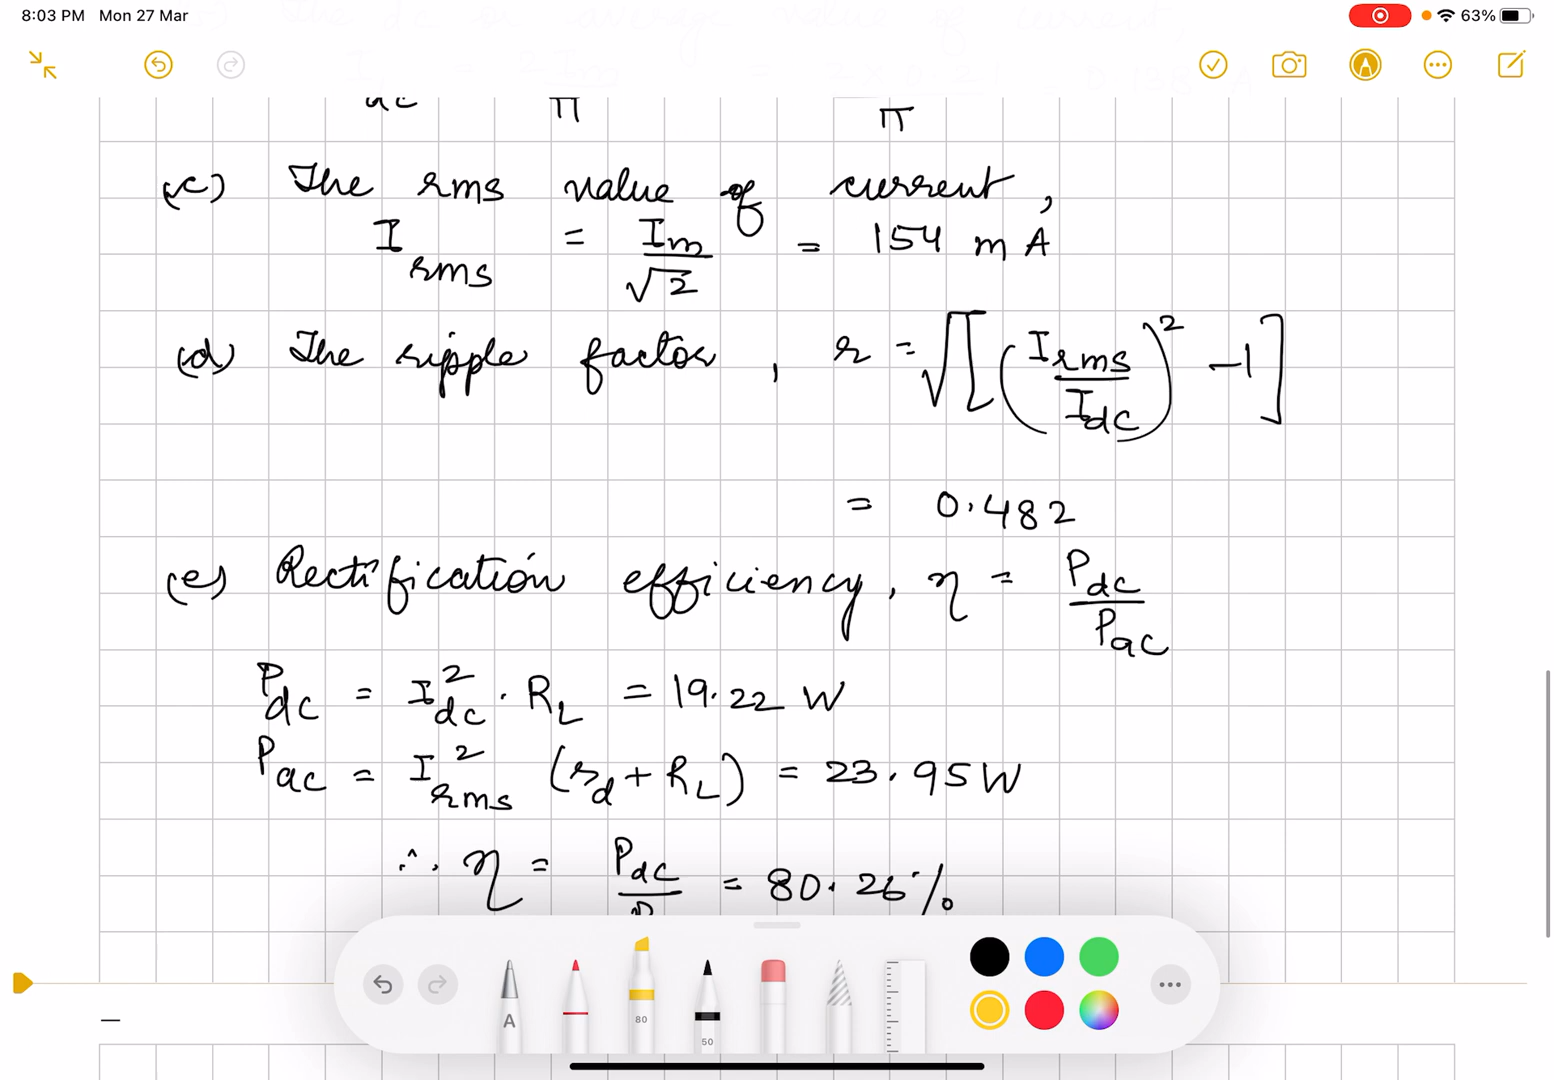 8:03 PM Mon 27 Mar 63%
dc π π
(c) The rms value of current,
I rms = Im/√2 = 154 mA
(d) The ripple factor, r = √[(Irms/Idc)² -1]
= 0.482
(e) Rectification efficiency, η = Pdc/Pac
Pdc = I²dc · RL = 19.22 W
Pac = I²rms (rd + RL) = 23.95 W
∴ η = Pdc = 80.26%
A 80 50